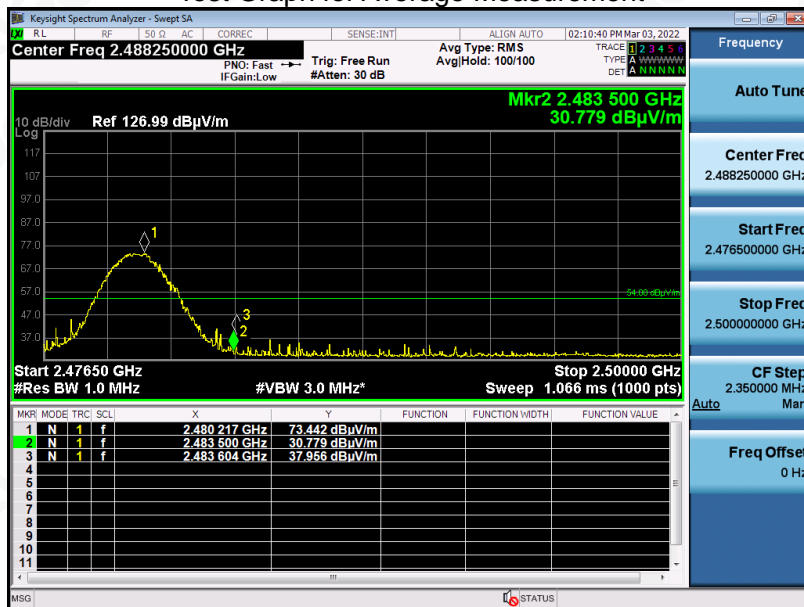 Test Graph for Average Measurement
Keysight Spectrum Analyzer - Swept SA
RL RF 50 Ω AC CORREC SENSE:INT ALIGN AUTO 02:10:40 PM Mar 03, 2022
Center Freq 2.488250000 GHz
PNO: Fast
IFGain:Low
Trig: Free Run
#Atten: 30 dB
Avg Type: RMS
Avg|Hold: 100/100
TRACE 1 2 3 4 5 6
TYPE A WWWWW
DET A N N N N N
Frequency
Mkr2 2.483 500 GHz
30.779 dBµV/m
10 dB/div Ref 126.99 dBµV/m
Log
117
107
97.0
87.0
77.0
67.0
57.0
47.0
37.0
1
2
3
54.00 dBµV/m
Start 2.47650 GHz Stop 2.50000 GHz
#Res BW 1.0 MHz #VBW 3.0 MHz* Sweep 1.066 ms (1000 pts)
MKR MODE TRC SCL X Y FUNCTION FUNCTION WIDTH FUNCTION VALUE
1 N 1 f 2.480 217 GHz 73.442 dBµV/m
2 N 1 f 2.483 500 GHz 30.779 dBµV/m
3 N 1 f 2.483 604 GHz 37.956 dBµV/m
4
5
6
7
8
9
10
11
MSG STATUS
Auto Tune
Center Freq
2.488250000 GHz
Start Freq
2.476500000 GHz
Stop Freq
2.500000000 GHz
CF Step
2.350000 MHz
Auto Man
Freq Offset
0 Hz